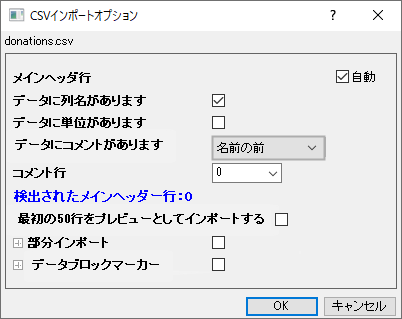 CSVインポートオプション
donations.csv
メインヘッダ行 自動
データに列名があります
データに単位があります
データにコメントがあります 名前の前
コメント行 0
検出されたメインヘッダー行:0
最初の50行をプレビューとしてインポートする
部分インポート
データブロックマーカー
OK キャンセル